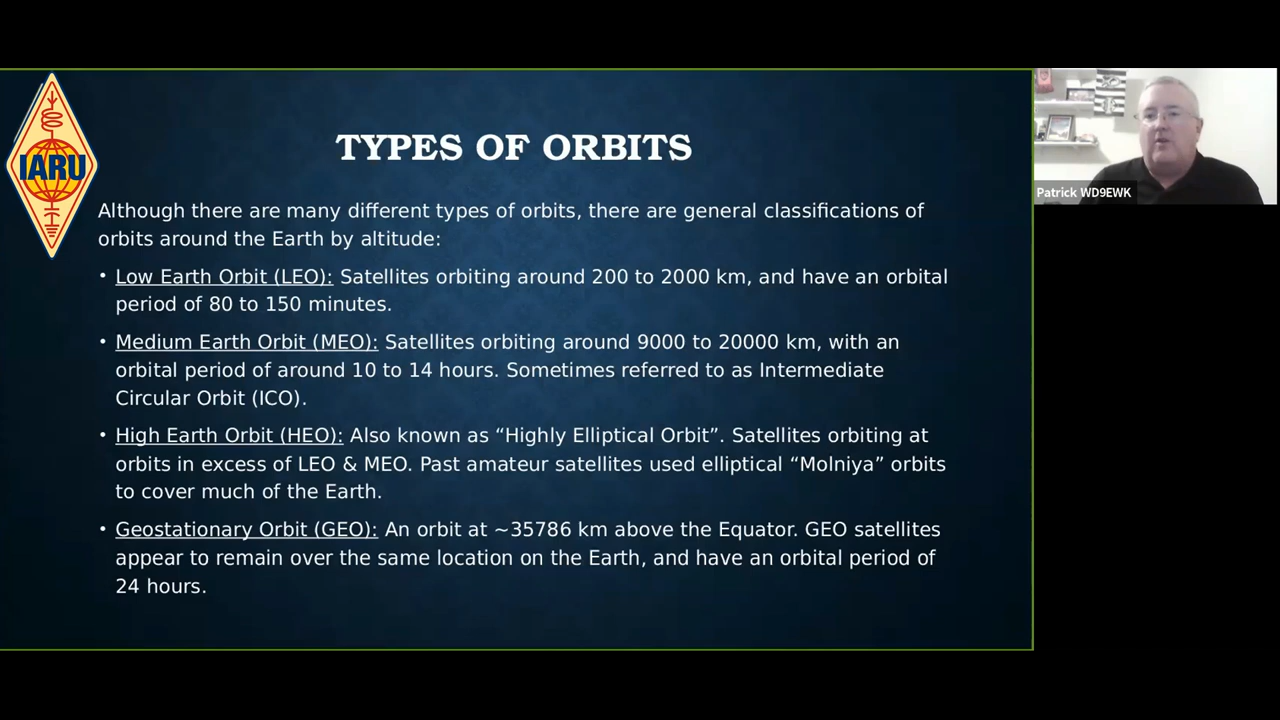 IARU
TYPES OF ORBITS
Although there are many different types of orbits, there are general classifications of
orbits around the Earth by altitude:
• Low Earth Orbit (LEO): Satellites orbiting around 200 to 2000 km, and have an orbital
period of 80 to 150 minutes.
• Medium Earth Orbit (MEO): Satellites orbiting around 9000 to 20000 km, with an
orbital period of around 10 to 14 hours. Sometimes referred to as Intermediate
Circular Orbit (ICO).
• High Earth Orbit (HEO): Also known as “Highly Elliptical Orbit”. Satellites orbiting at
orbits in excess of LEO & MEO. Past amateur satellites used elliptical “Molniya” orbits
to cover much of the Earth.
• Geostationary Orbit (GEO): An orbit at ~35786 km above the Equator. GEO satellites
appear to remain over the same location on the Earth, and have an orbital period of
24 hours.
Patrick WD9EWK